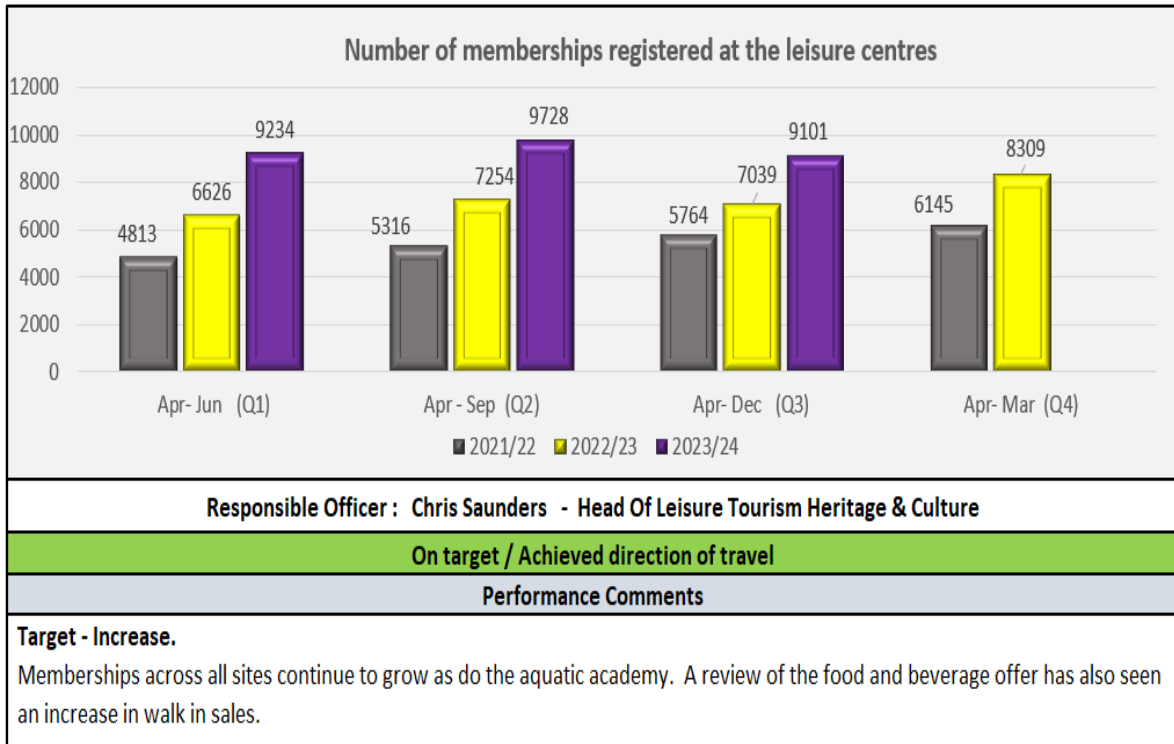 Number of memberships registered at the leisure centres
12000
10000
8000
6000
4000
2000
0
4813
6626
9234
5316
7254
9728
5764
7039
9101
6145
8309
Apr- Jun (Q1)
Apr - Sep (Q2)
Apr- Dec (Q3)
Apr- Mar (Q4)
2021/22 2022/23 2023/24
Responsible Officer : Chris Saunders - Head Of Leisure Tourism Heritage & Culture
On target / Achieved direction of travel
Performance Comments
Target - Increase.
Memberships across all sites continue to grow as do the aquatic academy. A review of the food and beverage offer has also seen
an increase in walk in sales.